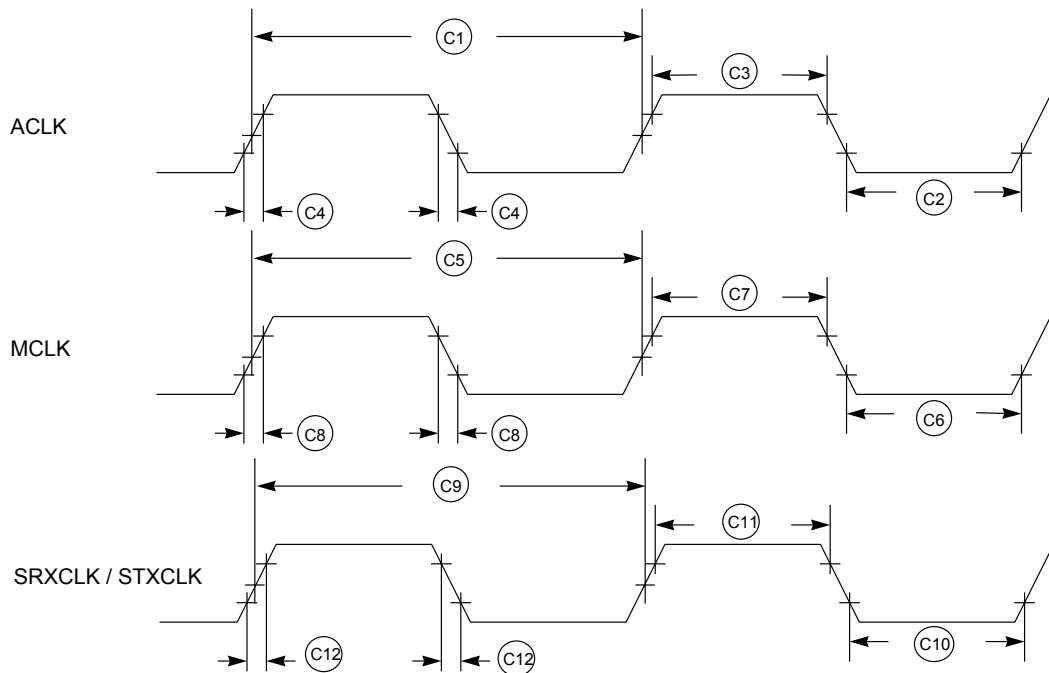 C1
C3
ACLK
C4
C4
C2
C5
C7
MCLK
C8
C8
C6
C9
C11
SRXCLK / STXCLK
C12
C12
C10